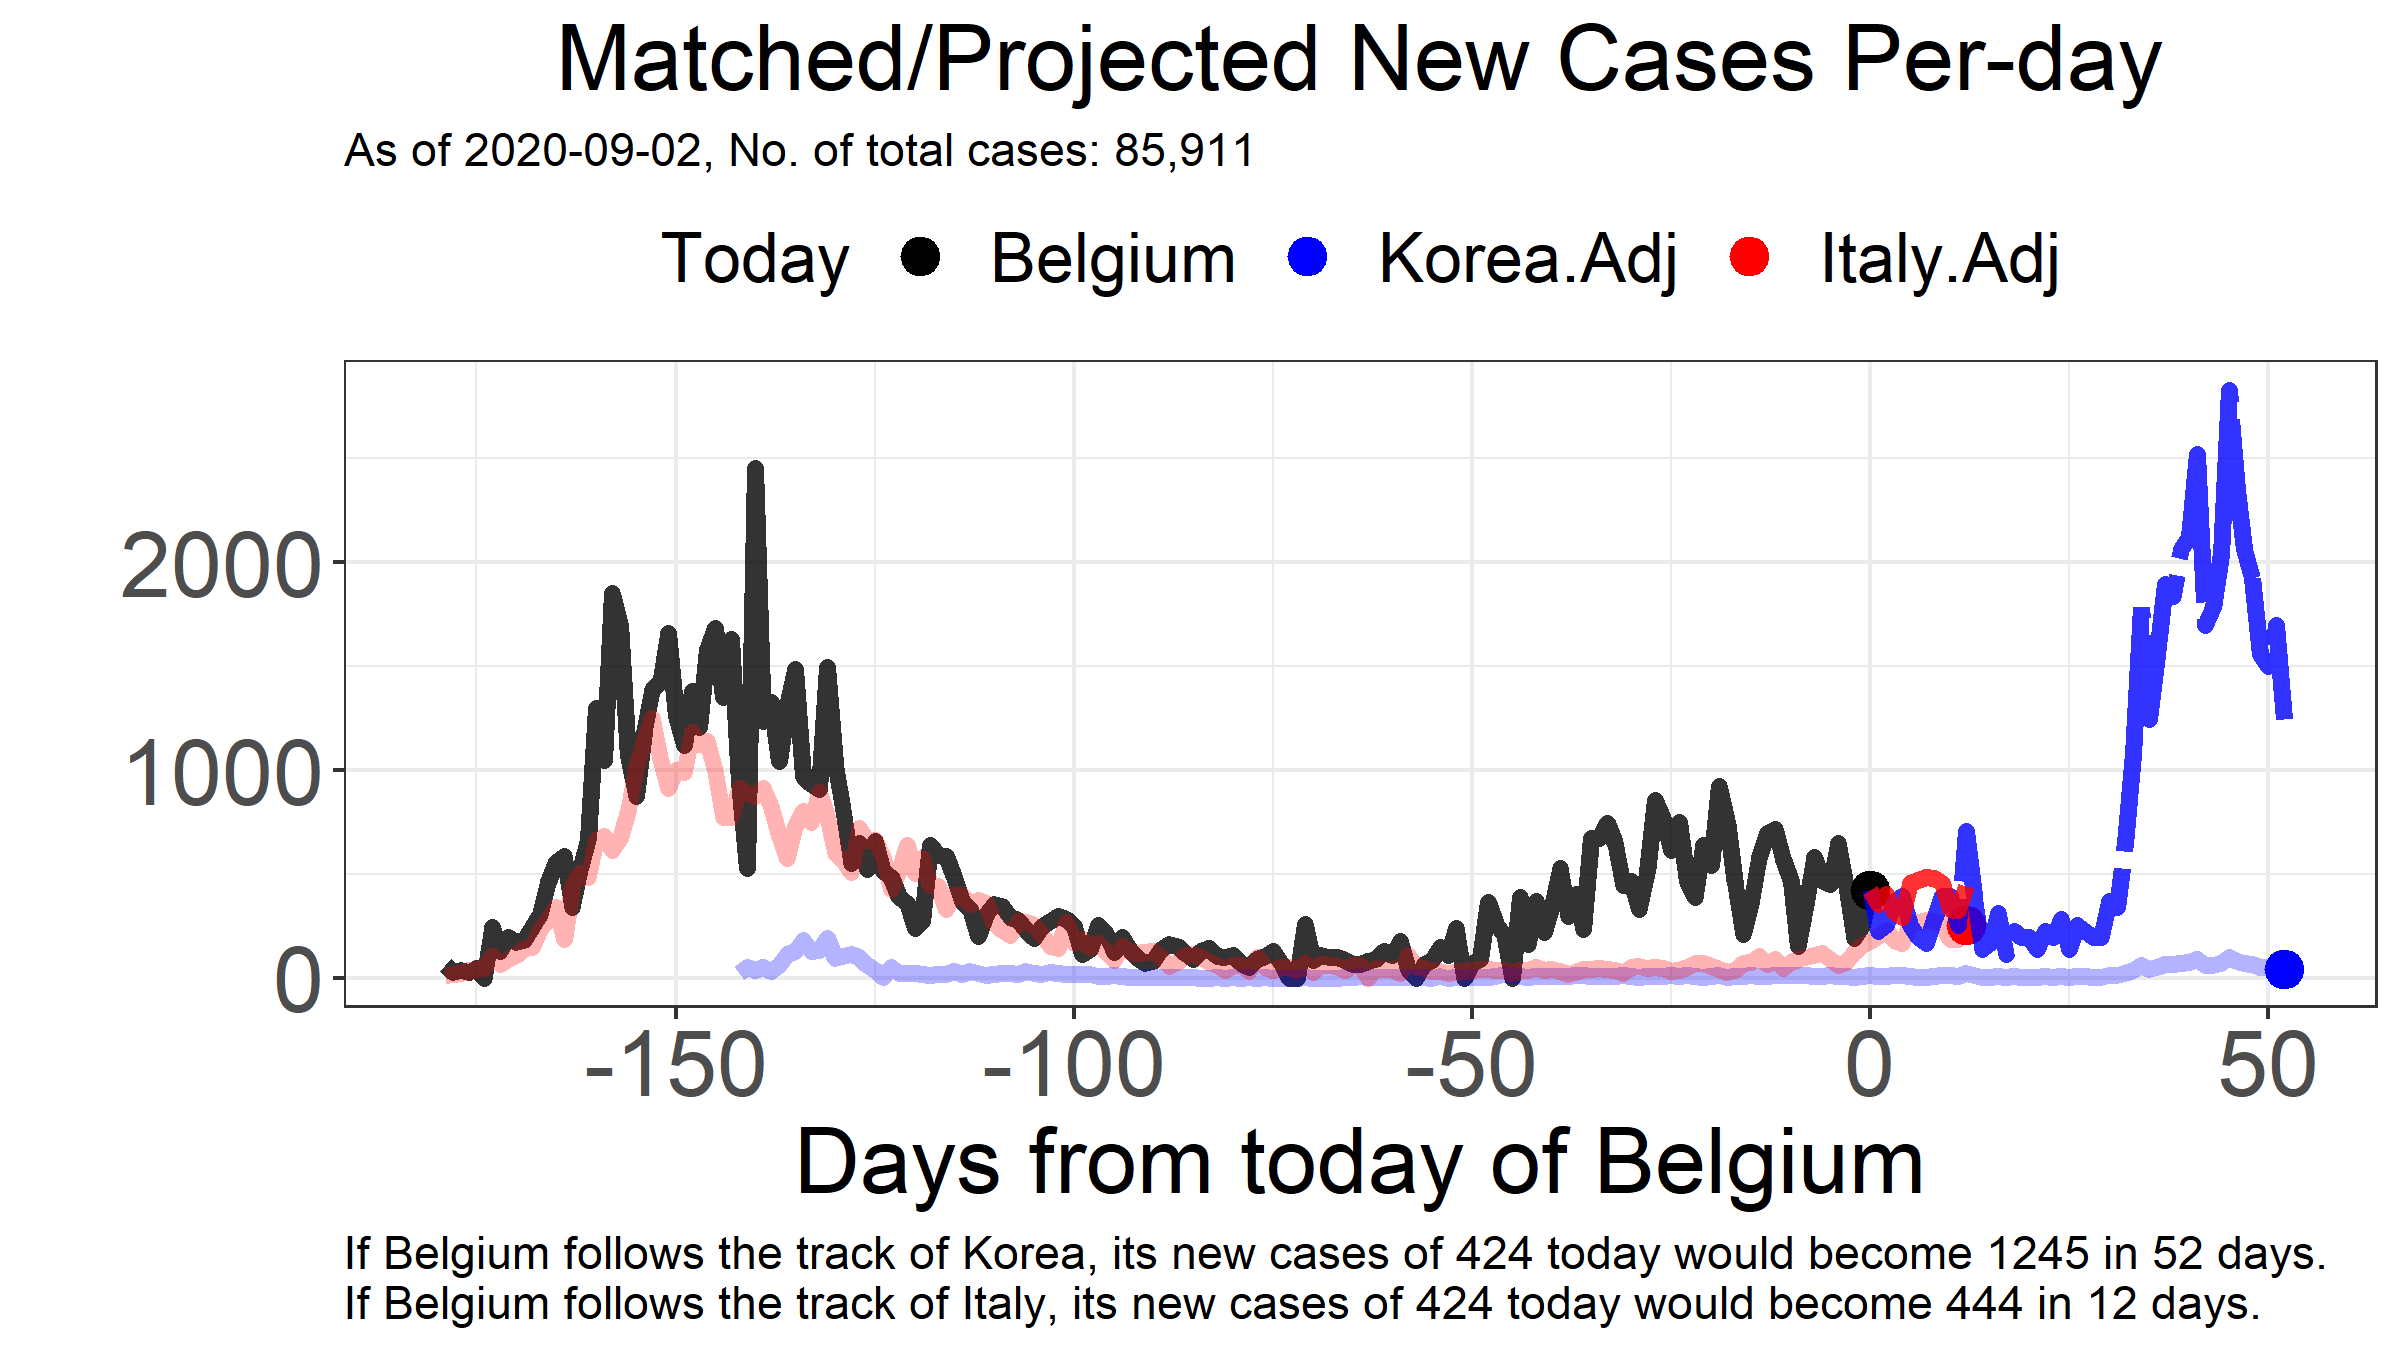 Matched/Projected New Cases Per-day
As of 2020-09-02, No. of total cases: 85,911
Today Belgium Korea.Adj Italy.Adj
2000
1000
0
-150 -100 -50 0 50
Days from today of Belgium
If Belgium follows the track of Korea, its new cases of 424 today would become 1245 in 52 days.
If Belgium follows the track of Italy, its new cases of 424 today would become 444 in 12 days.